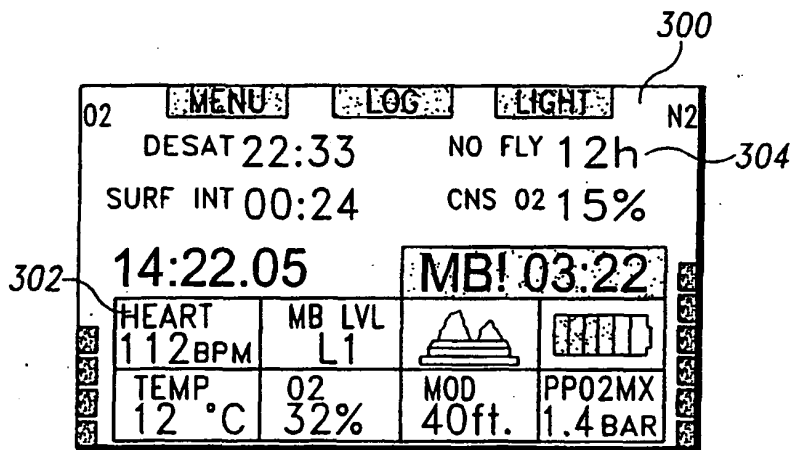 300
O2 MENU LOG LIGHT N2
DESAT 22:33 NO FLY 12h 304
SURF INT 00:24 CNS O2 15%
14:22.05 MB! 03:22
302
HEART MB LVL
112BPM L1
TEMP O2 MOD PPO2MX
12 °C 32% 40ft. 1.4 BAR